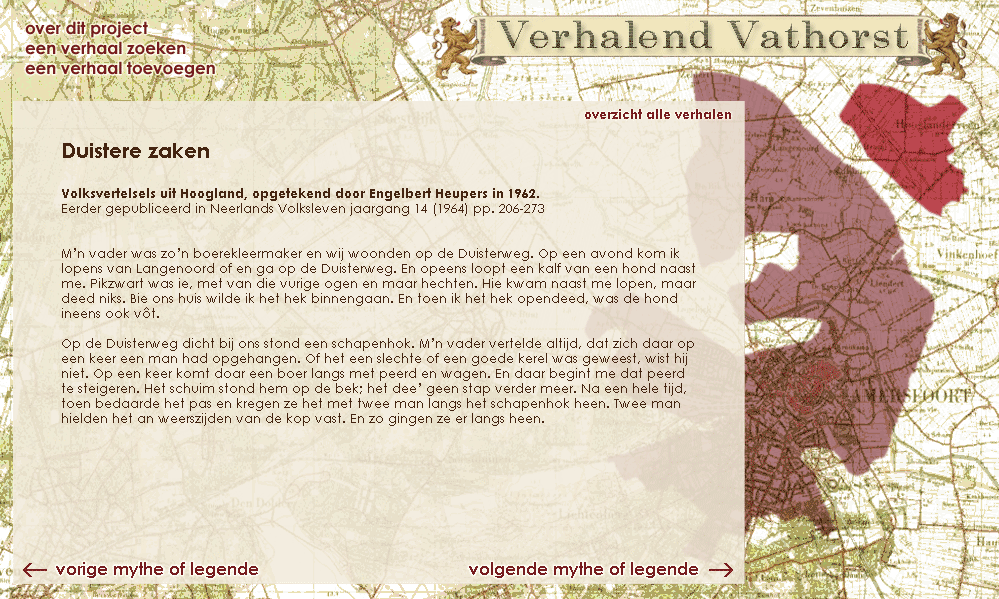 over dit project
een verhaal zoeken
een verhaal toevoegen
Verhalend Vathorst
overzicht alle verhalen
Duistere zaken
Volksvertelsels uit Hoogland, opgetekend door Engelbert Heupers in 1962.
Eerder gepubliceerd in Neerlands Volksleven jaargang 14 (1964) pp. 206-273
M'n vader was zo'n boerekleermaker en wij woonden op de Duisterweg. Op een avond kom ik
lopens van Langenoord of en ga op de Duisterweg. En opeens loopt een kalf van een hond naast
me. Pikzwart was ie, met van die vurige ogen en maar hechten. Hie kwam naast me lopen, maar
deed niks. Bie ons huis wilde ik het hek binnengaan. En toen ik het hek opendeed, was de hond
ineens ook vôt.
Op de Duisterweg dicht bij ons stond een schapenhok. M'n vader vertelde altijd, dat zich daar op
een keer een man had opgehangen. Of het een slechte of een goede kerel was geweest, wist hij
niet. Op een keer komt doar een boer langs met peerd en wagen. En daar begint me dat peerd
te steigeren. Het schuim stond hem op de bek; het dee' geen stap verder meer. Na een hele tijd,
toen bedaarde het pas en kregen ze het met twee man langs het schapenhok heen. Twee man
hielden het an weerszijden van de kop vast. En zo gingen ze er langs heen.
AMERSFOORT
← vorige mythe of legende
volgende mythe of legende →